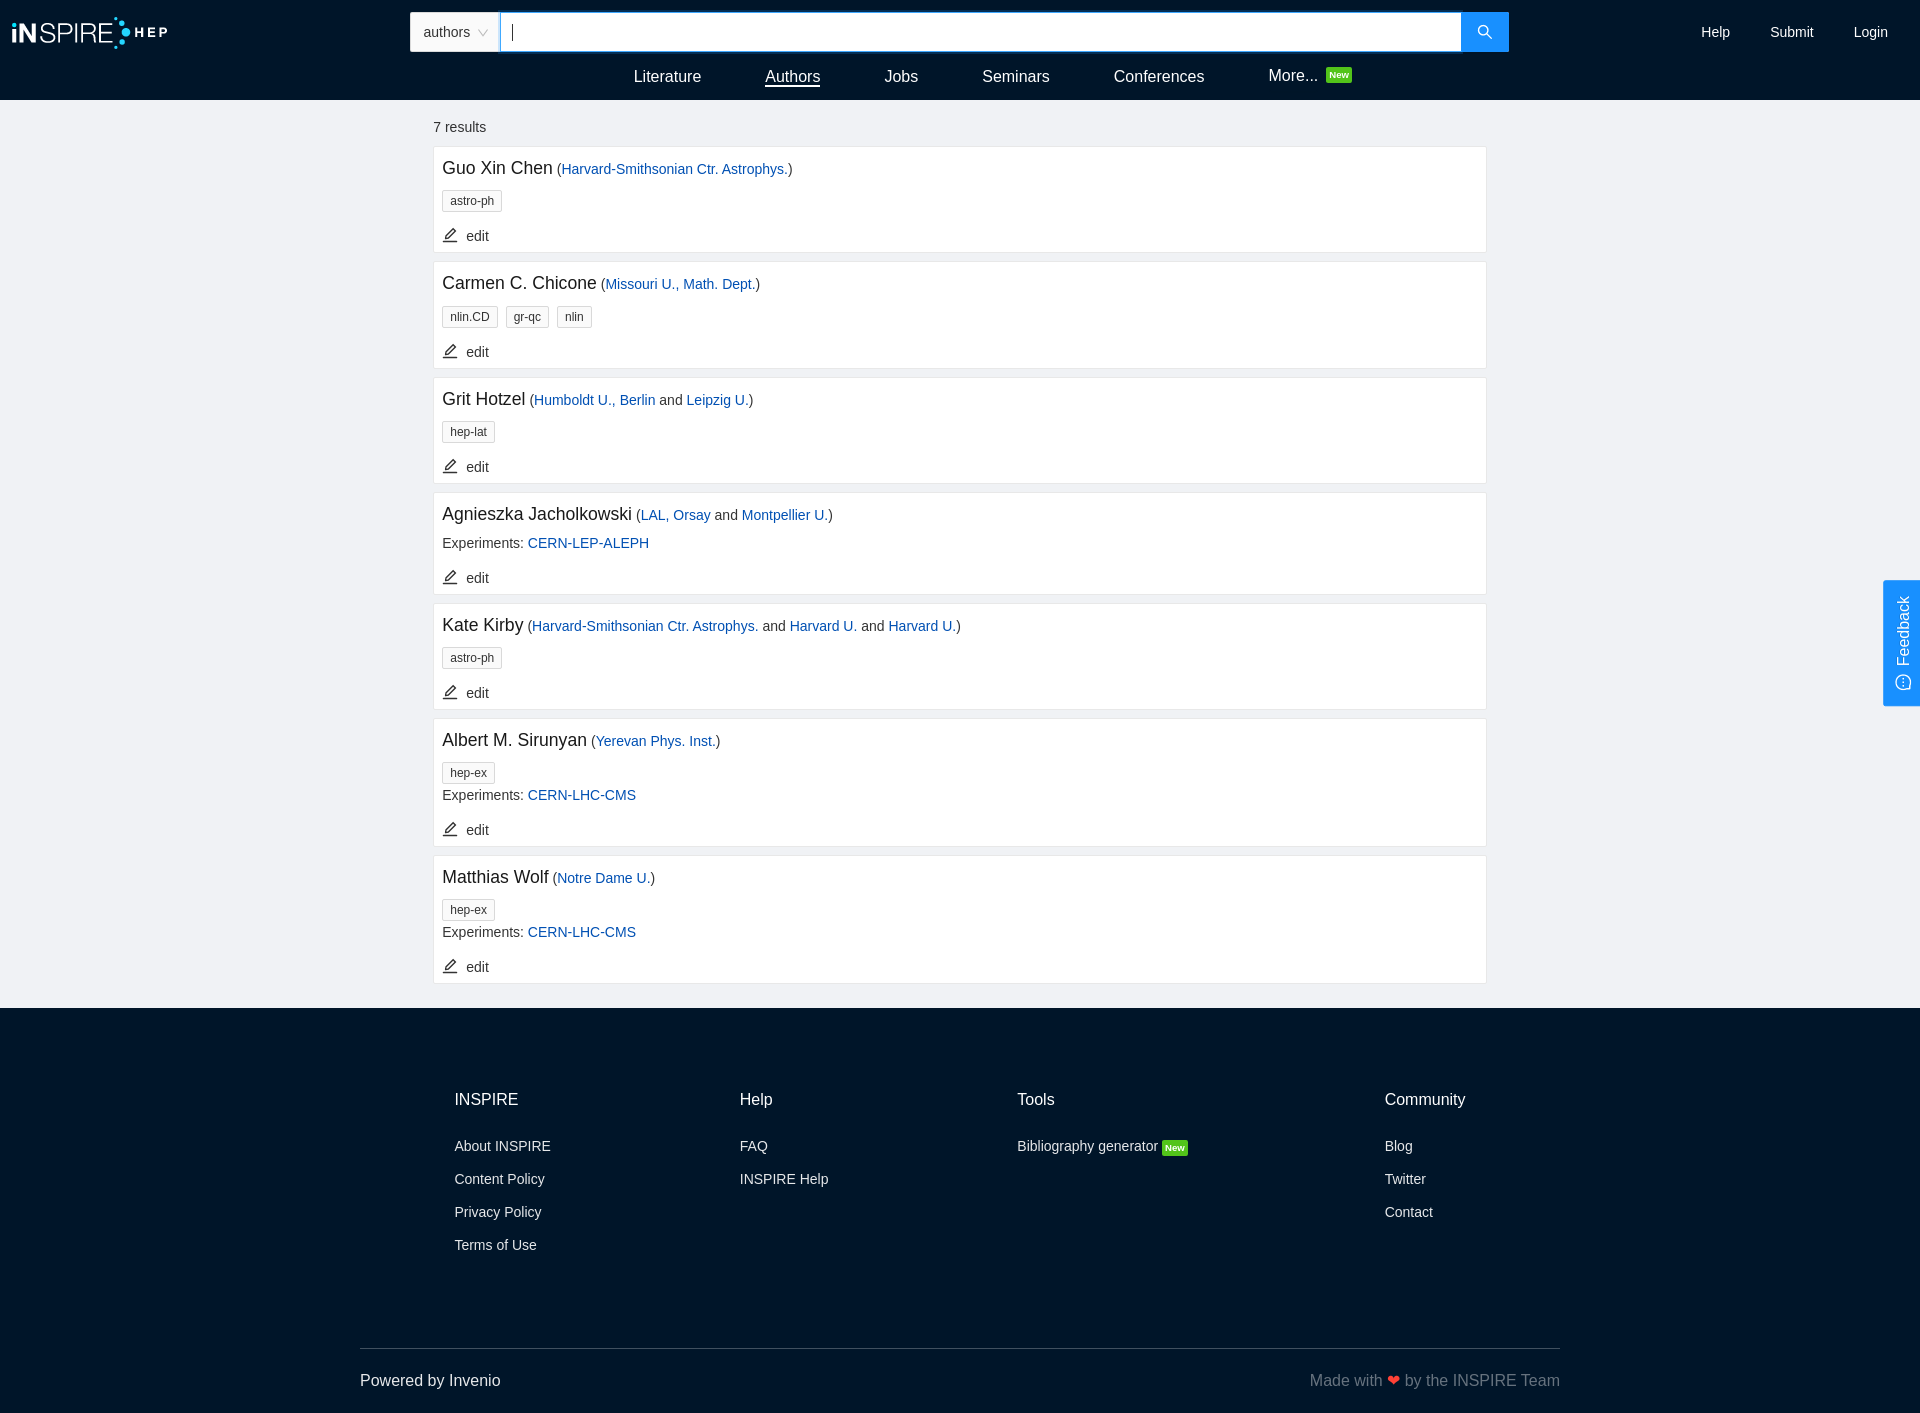 iNSPIRE HEP
authors
Help Submit Login
Literature Authors Jobs Seminars Conferences More... New
7 results
Guo Xin Chen (Harvard-Smithsonian Ctr. Astrophys.)
astro-ph
edit
Carmen C. Chicone (Missouri U., Math. Dept.)
nlin.CD gr-qc nlin
edit
Grit Hotzel (Humboldt U., Berlin and Leipzig U.)
hep-lat
edit
Agnieszka Jacholkowski (LAL, Orsay and Montpellier U.)
Experiments: CERN-LEP-ALEPH
edit
Kate Kirby (Harvard-Smithsonian Ctr. Astrophys. and Harvard U. and Harvard U.)
astro-ph
edit
Albert M. Sirunyan (Yerevan Phys. Inst.)
hep-ex
Experiments: CERN-LHC-CMS
edit
Matthias Wolf (Notre Dame U.)
hep-ex
Experiments: CERN-LHC-CMS
edit
Feedback
INSPIRE
About INSPIRE
Content Policy
Privacy Policy
Terms of Use
Help
FAQ
INSPIRE Help
Tools
Bibliography generator New
Community
Blog
Twitter
Contact
Powered by Invenio
Made with ❤ by the INSPIRE Team